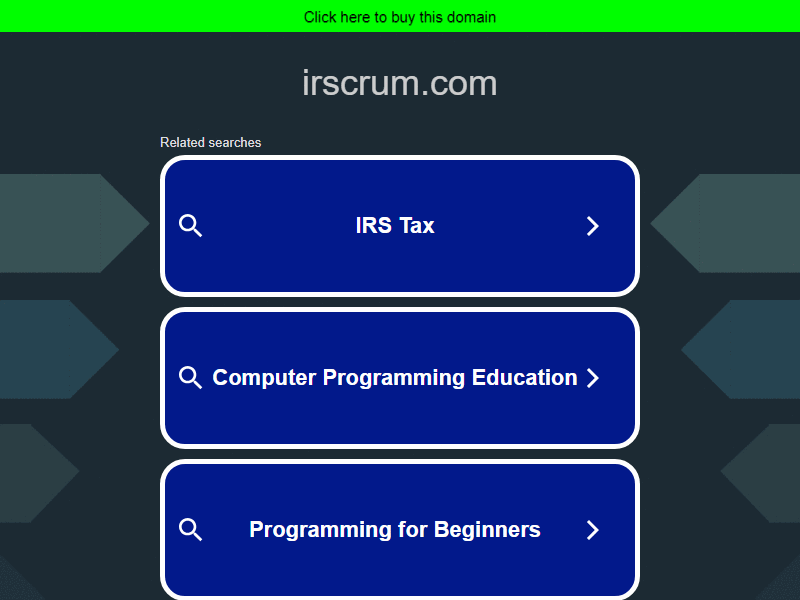 Click here to buy this domain
irscrum.com
Related searches
IRS Tax
Computer Programming Education
Programming for Beginners